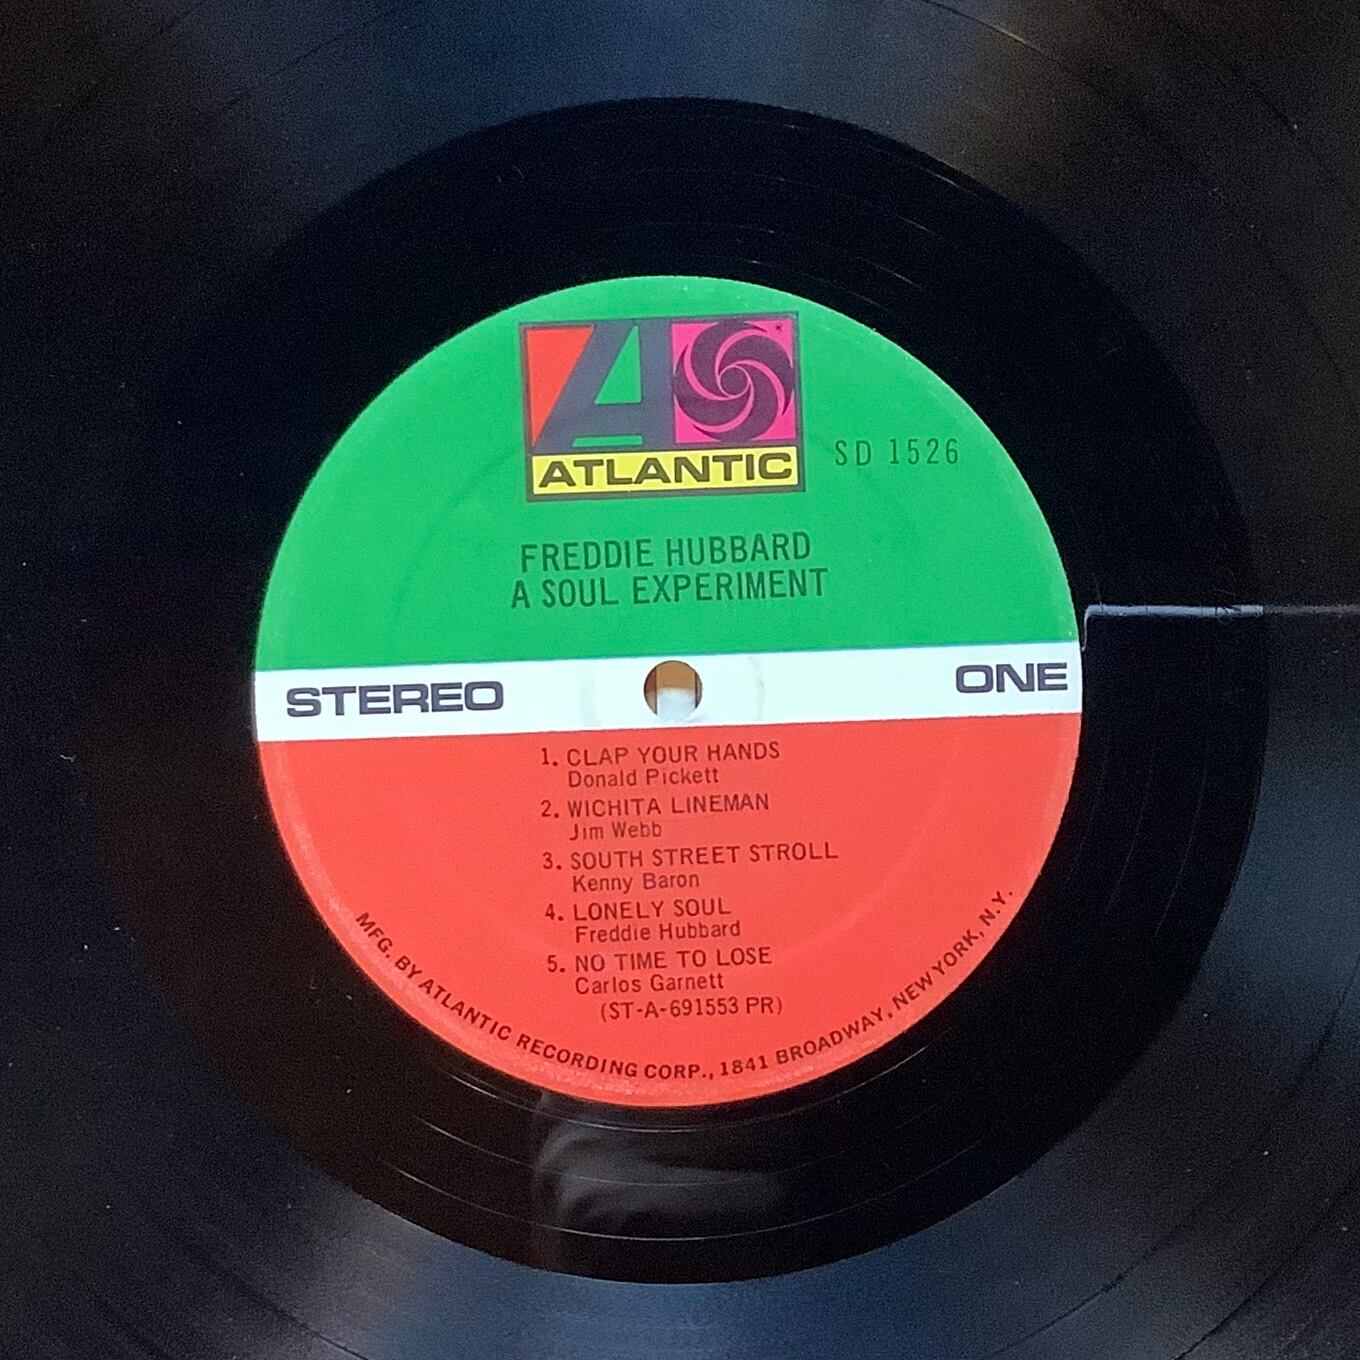 ATLANTIC
SD 1526
FREDDIE HUBBARD
A SOUL EXPERIMENT
STEREO
ONE
1. CLAP YOUR HANDS
Donald Pickett
2. WICHITA LINEMAN
Jim Webb
3. SOUTH STREET STROLL
Kenny Baron
4. LONELY SOUL
Freddie Hubbard
5. NO TIME TO LOSE
Carlos Garnett
(ST-A-691553 PR)
MFG. BY ATLANTIC RECORDING CORP., 1841 BROADWAY, NEW YORK, N.Y.